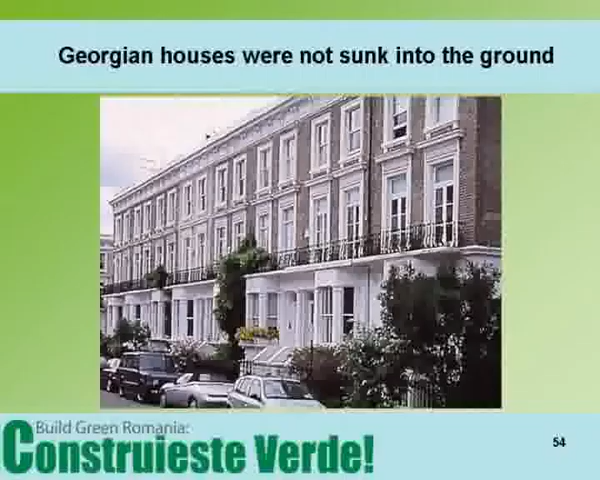 Georgian houses were not sunk into the ground
Build Green Romania:
Construieste Verde!
54